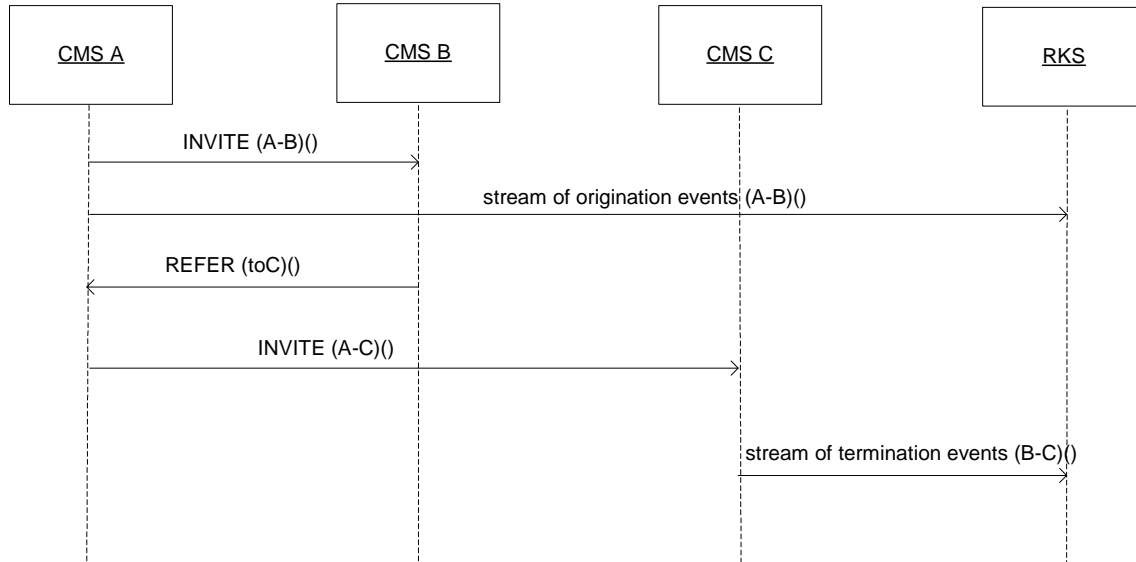 CMS A
CMS B
CMS C
RKS
INVITE (A-B)()
stream of origination events (A-B)()
REFER (toC)()
INVITE (A-C)()
stream of termination events (B-C)()